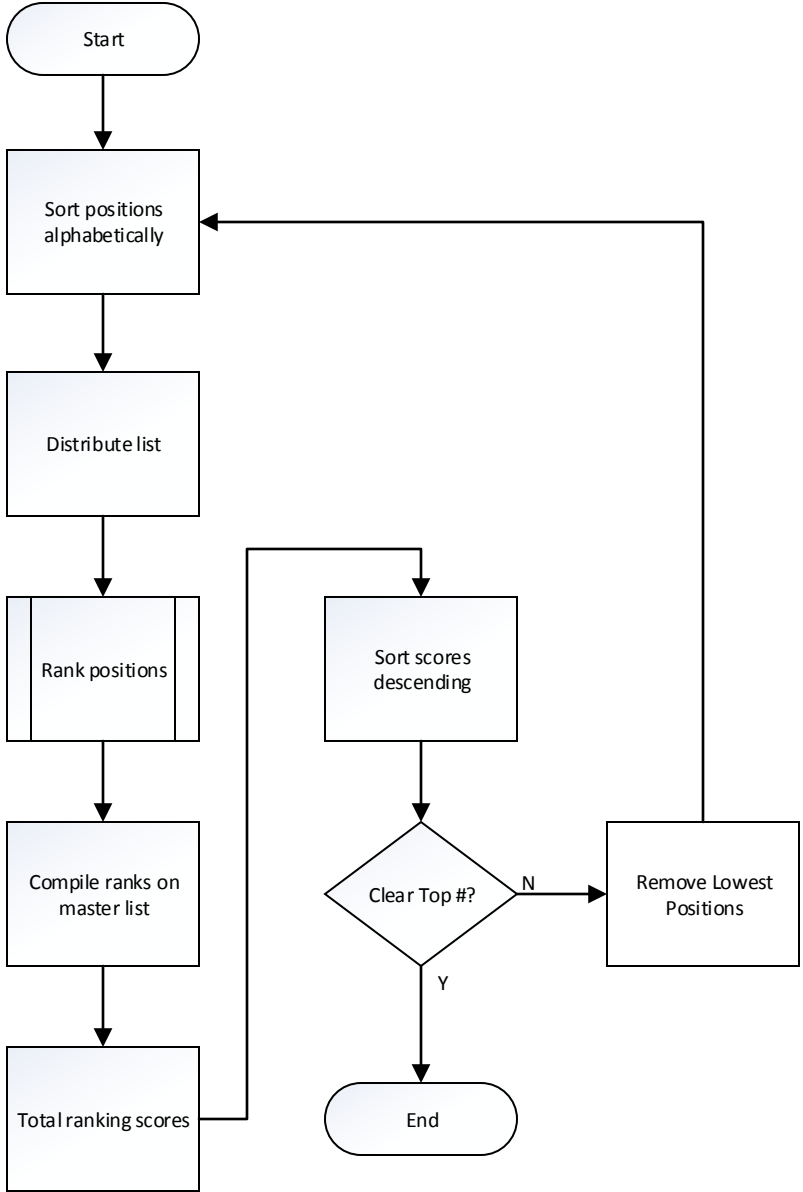 Start
Sort positions
alphabetically
Distribute list
Rank positions
Compile ranks on
master list
Total ranking scores
Sort scores
descending
Clear Top #?
N
Remove Lowest
Positions
Y
End